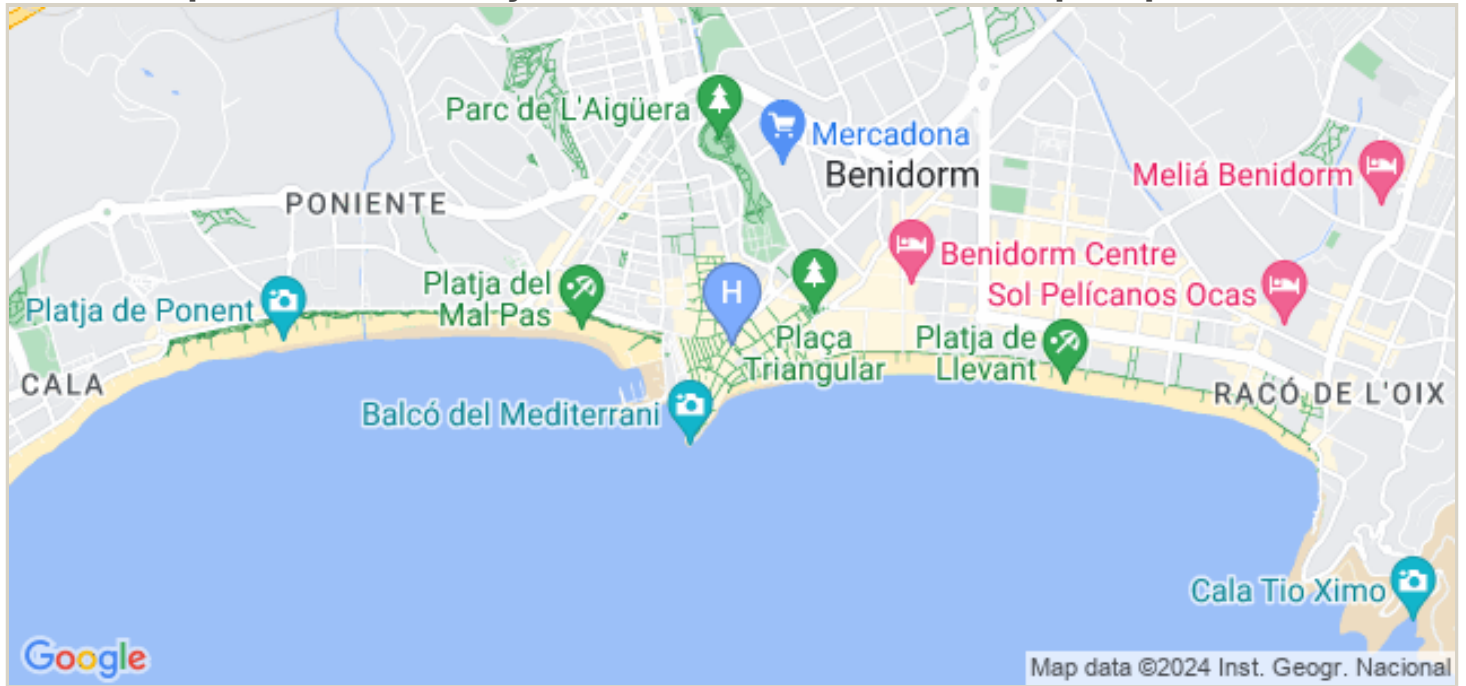 Parc de L'Aigüera
Mercadona
Benidorm
Meliá Benidorm
PONIENTE
Benidorm Centre
Platja del
Mal Pas
H
Sol Pelícanos Ocas
Platja de Ponent
Plaça
Triangular
Platja de
Llevant
CALA
RACÓ DE L'OIX
Balcó del Mediterrani
Cala Tio Ximo
Google
Map data ©2024 Inst. Geogr. Nacional